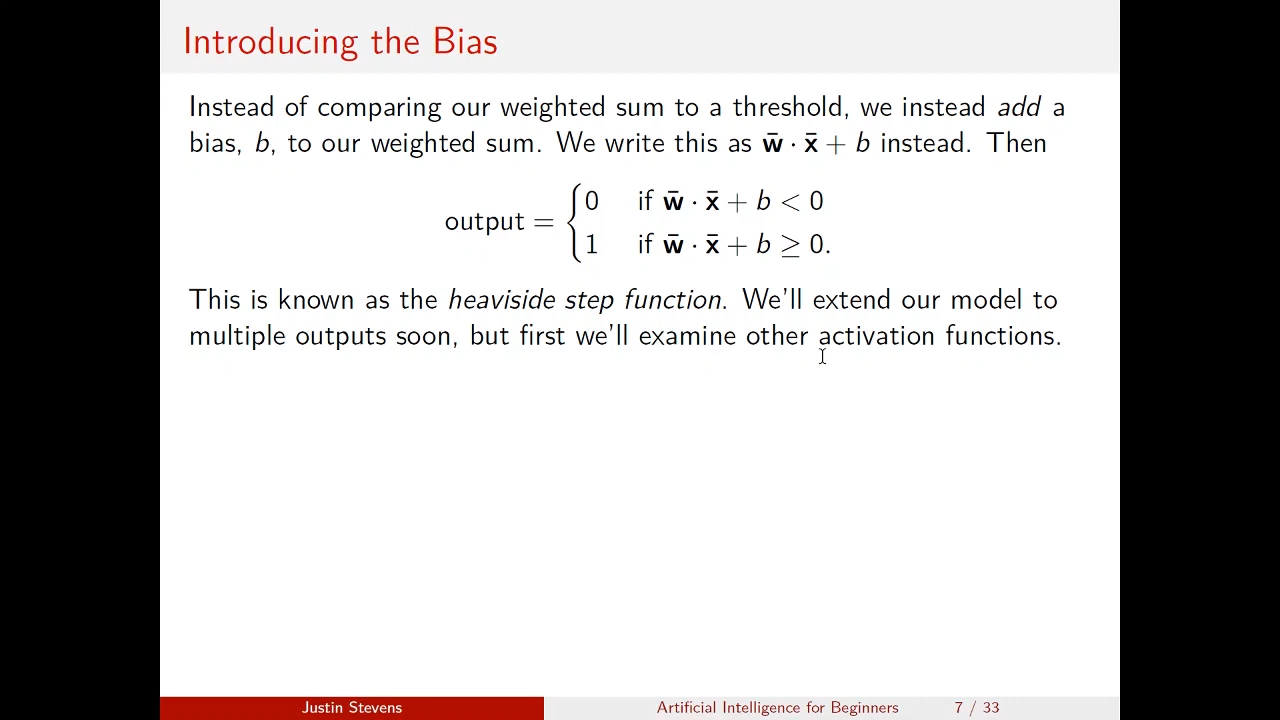 Introducing the Bias
Instead of comparing our weighted sum to a threshold, we instead add a
bias, b, to our weighted sum. We write this as w̄ · x̄ + b instead. Then
output = { 0 if w̄ · x̄ + b < 0
1 if w̄ · x̄ + b ≥ 0.
This is known as the heaviside step function. We'll extend our model to
multiple outputs soon, but first we'll examine other activation functions.
Justin Stevens Artificial Intelligence for Beginners 7 / 33